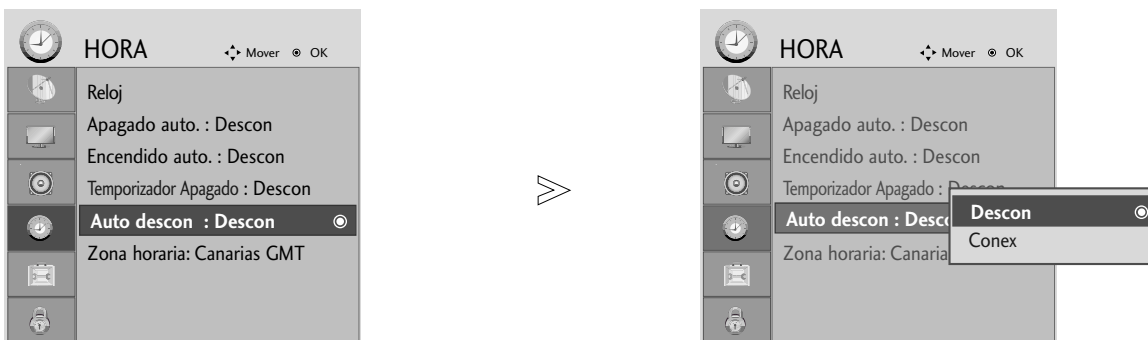 HORA Mover OK
Reloj
Apagado auto. : Descon
Encendido auto. : Descon
Temporizador Apagado : Descon
Auto descon : Descon
Zona horaria: Canarias GMT
HORA Mover OK
Reloj
Apagado auto. : Descon
Encendido auto. : Descon
Temporizador Apagado : Descon
Auto descon : Desco
Zona horaria: Canaria
Descon
Conex